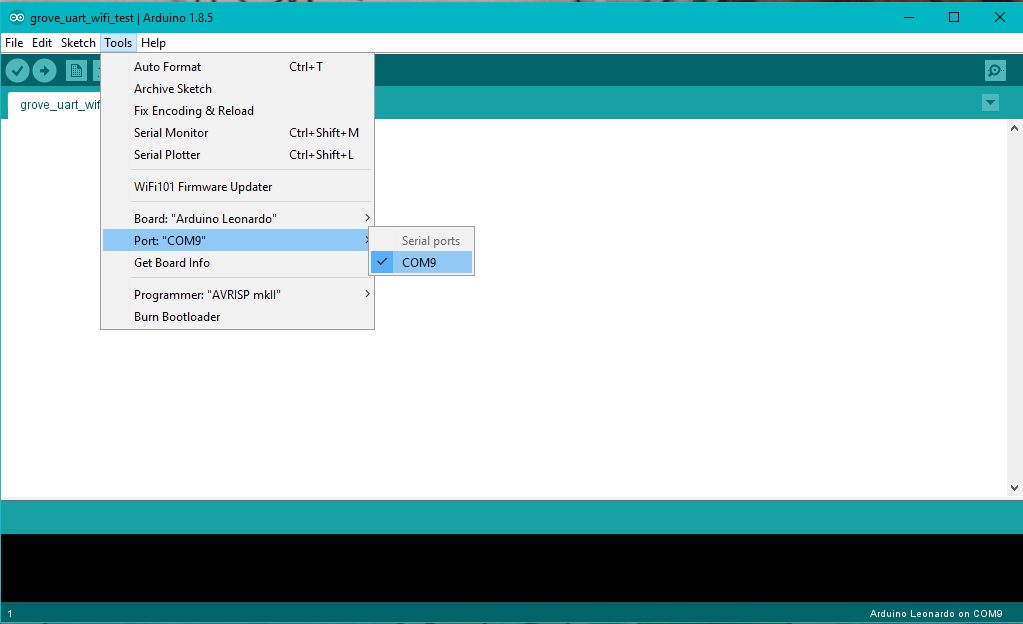 grove_uart_wifi_test | Arduino 1.8.5
File Edit Sketch Tools Help
grove_uart_wif
Auto Format Ctrl+T
Archive Sketch
Fix Encoding & Reload
Serial Monitor Ctrl+Shift+M
Serial Plotter Ctrl+Shift+L
WiFi101 Firmware Updater
Board: "Arduino Leonardo"
Port: "COM9"
Get Board Info
Programmer: "AVRISP mkII"
Burn Bootloader
Serial ports
COM9
1 Arduino Leonardo on COM9